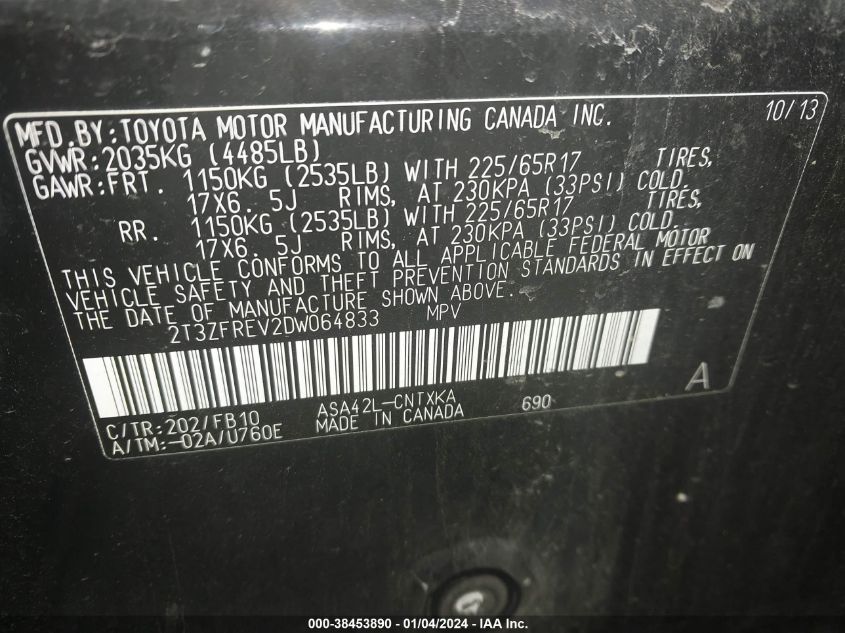 MFD.BY:TOYOTA MOTOR MANUFACTURING CANADA INC. 10/13
GVWR:2035KG (4485LB)
GAWR:FRT. 1150KG (2535LB) WITH 225/65R17 TIRES,
17X6.5J RIMS, AT 230KPA (33PSI) COLD.
RR. 1150KG (2535LB) WITH 225/65R17 TIRES,
17X6.5J RIMS, AT 230KPA (33PSI) COLD.
THIS VEHICLE CONFORMS TO ALL APPLICABLE FEDERAL MOTOR
VEHICLE SAFETY AND THEFT PREVENTION STANDARDS IN EFFECT ON
THE DATE OF MANUFACTURE SHOWN ABOVE.
2T3ZFREV2DW064833 MPV
A
C/TR:202/FB10 ASA42L-CNTXKA 690
A/TM:-02A/U760E MADE IN CANADA
000-38453890 - 01/04/2024 - IAA Inc.